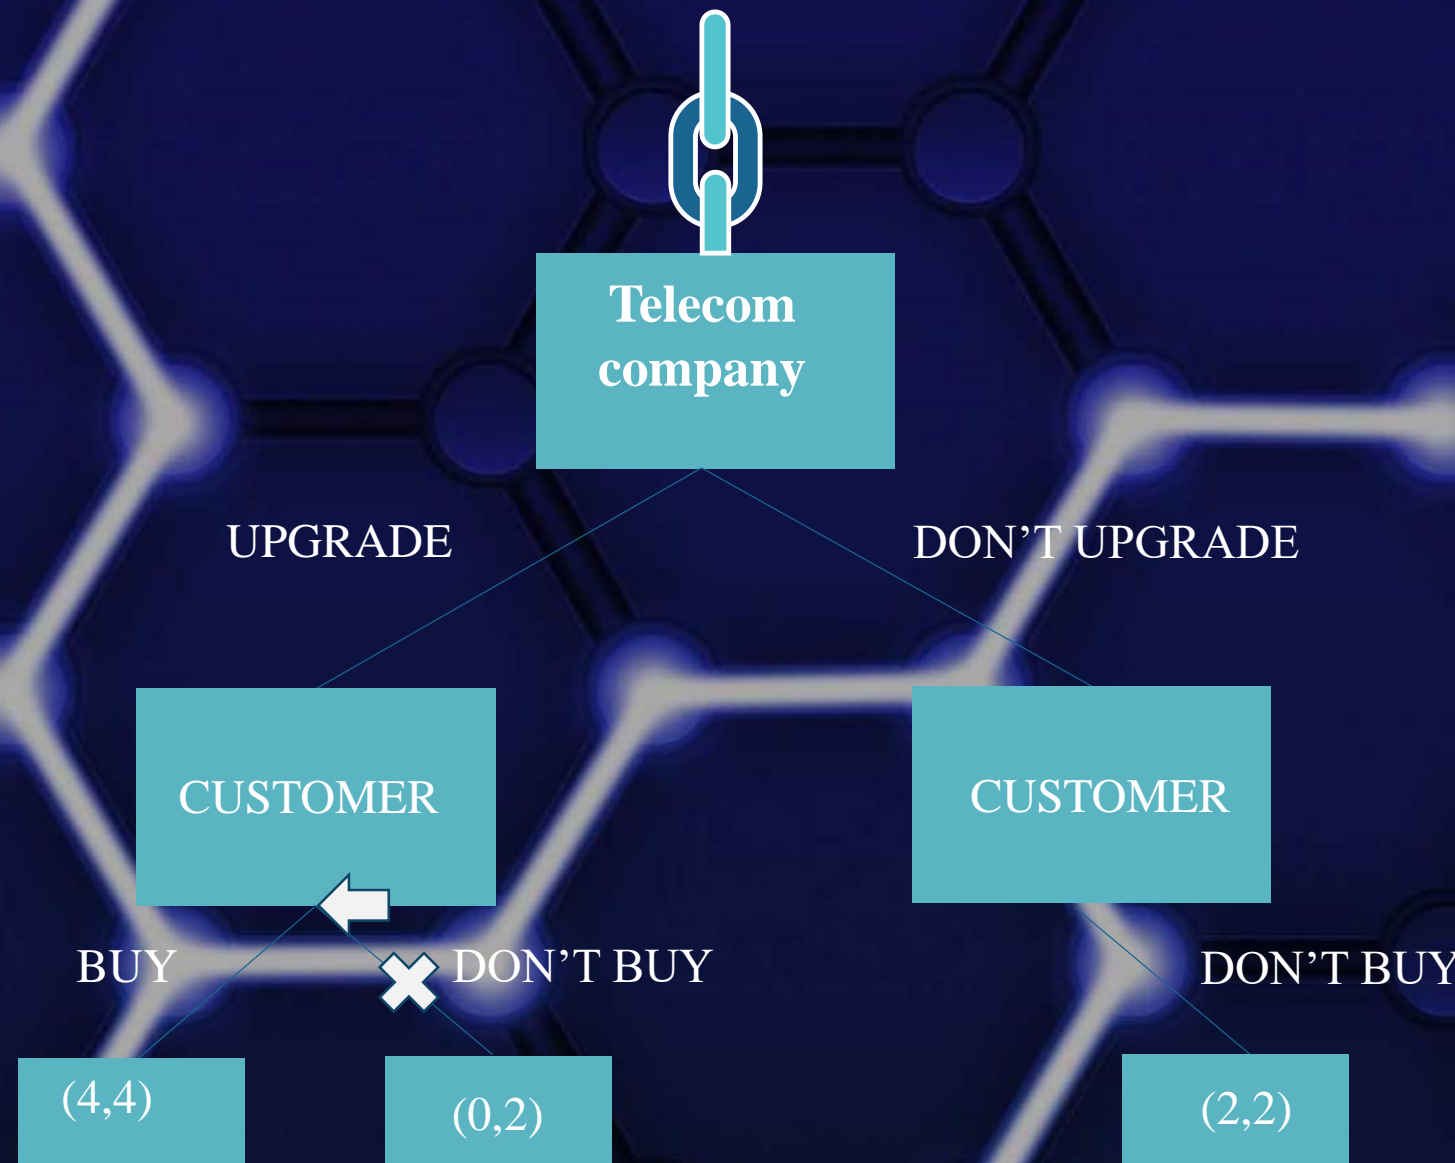 Telecom
company
UPGRADE
DON’T UPGRADE
CUSTOMER
CUSTOMER
BUY
DON’T BUY
DON’T BUY
(4,4)
(0,2)
(2,2)